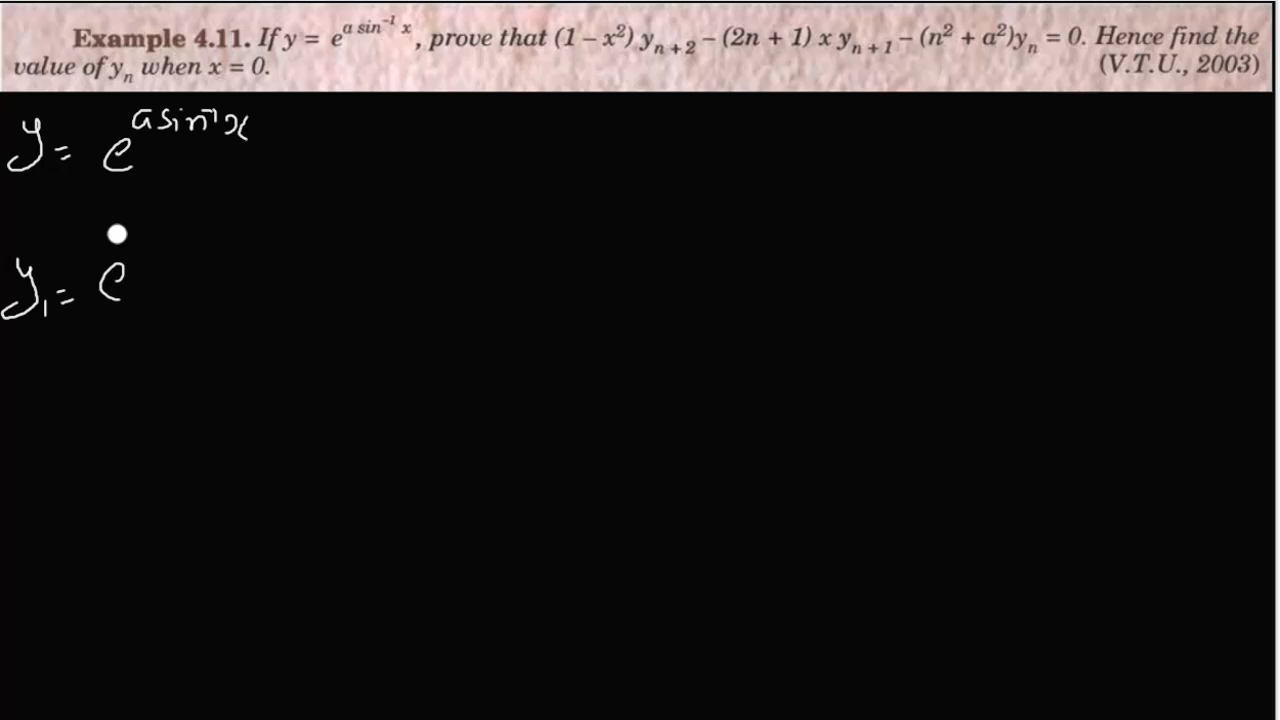 Example 4.11. If y = e^{a sin⁻¹ x}, prove that (1 – x²) yₙ₊₂ – (2n + 1) x yₙ₊₁ – (n² + a²)yₙ = 0. Hence find the
value of yₙ when x = 0. (V.T.U., 2003)
y = e^{a sin⁻¹ x}
y₁ = e